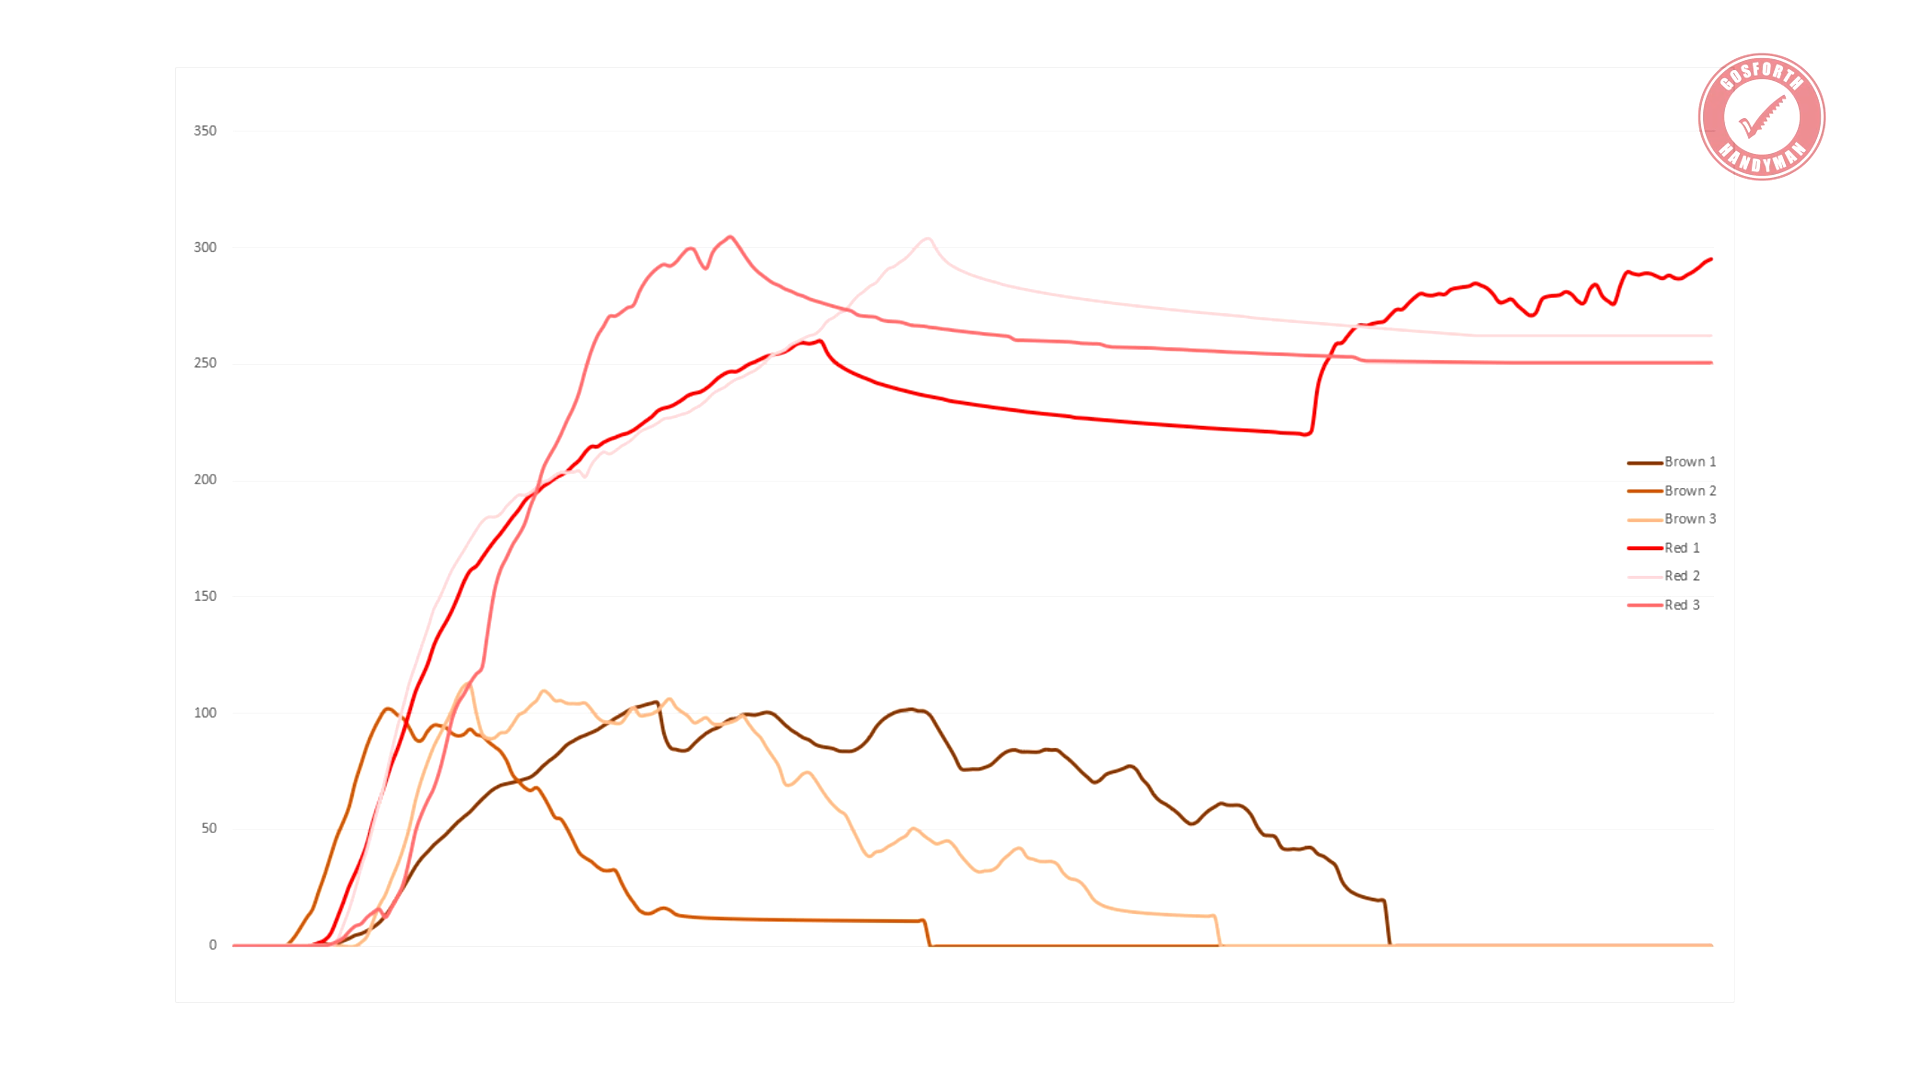 GOSFORTH
HANDYMAN
350
300
250
200
150
100
50
0
Brown 1
Brown 2
Brown 3
Red 1
Red 2
Red 3